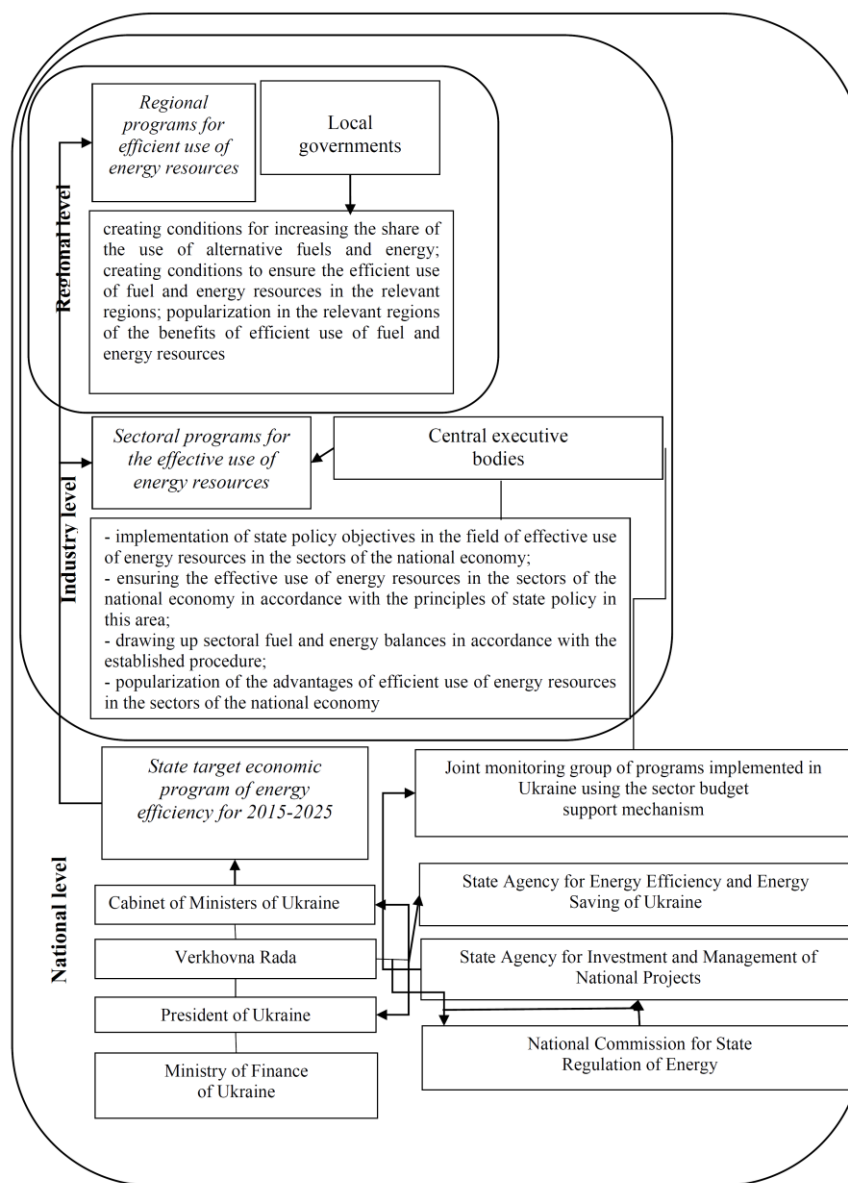 Regional
programs for
efficient use of
energy resources
Local
governments
Regional level
creating conditions for increasing the share of
the use of alternative fuels and energy;
creating conditions to ensure the efficient use
of fuel and energy resources in the relevant
regions; popularization in the relevant regions
of the benefits of efficient use of fuel and
energy resources
Sectoral programs for
the effective use of
energy resources
Central executive
bodies
Industry level
- implementation of state policy objectives in the field of effective use
of energy resources in the sectors of the national economy;
- ensuring the effective use of energy resources in the sectors of the
national economy in accordance with the principles of state policy in
this area;
- drawing up sectoral fuel and energy balances in accordance with the
established procedure;
- popularization of the advantages of efficient use of energy resources
in the sectors of the national economy
State target economic
program of energy
efficiency for 2015-2025
Joint monitoring group of programs implemented in
Ukraine using the sector budget
support mechanism
National level
Cabinet of Ministers of Ukraine
State Agency for Energy Efficiency and Energy
Saving of Ukraine
Verkhovna Rada
State Agency for Investment and Management of
National Projects
President of Ukraine
National Commission for State
Regulation of Energy
Ministry of Finance
of Ukraine